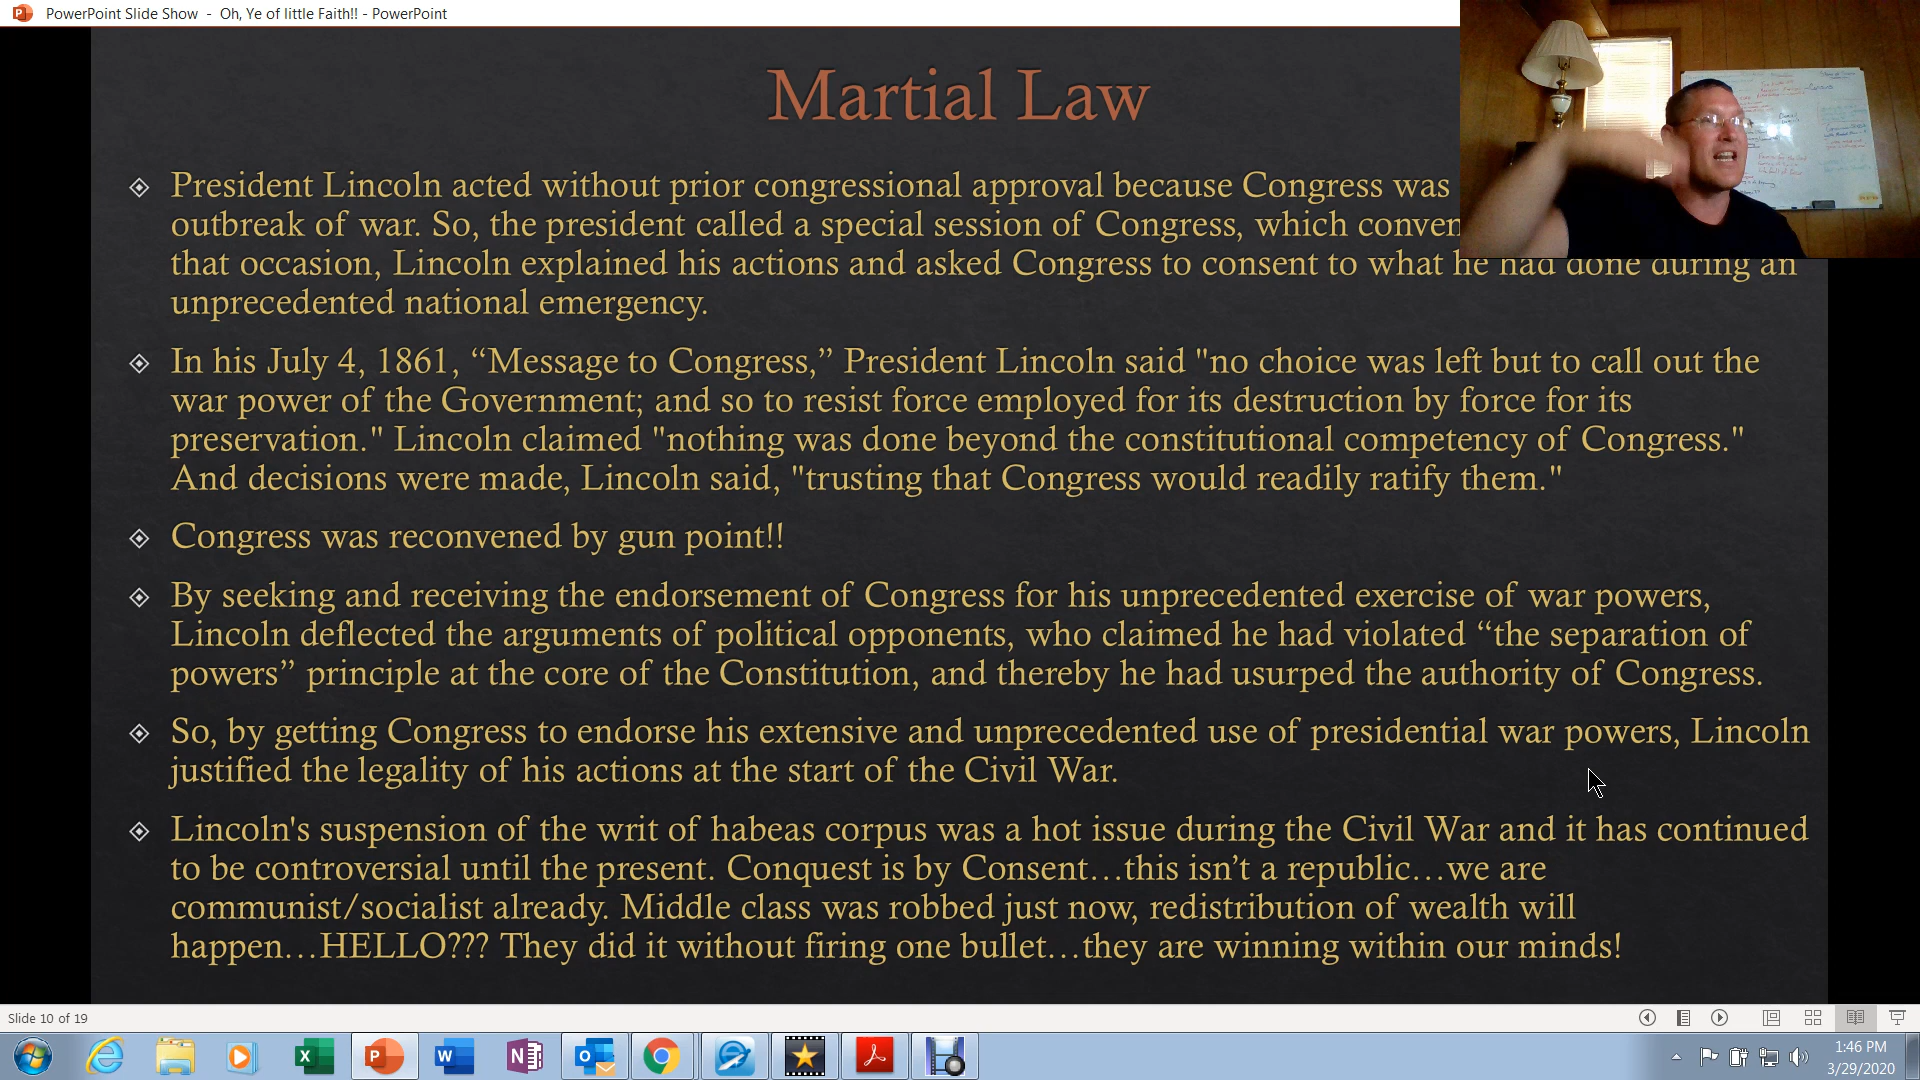 PowerPoint Slide Show - Oh, Ye of little Faith!! - PowerPoint
Martial Law
President Lincoln acted without prior congressional approval because Congress was
outbreak of war. So, the president called a special session of Congress, which conven
that occasion, Lincoln explained his actions and asked Congress to consent to what he had done during an
unprecedented national emergency.
In his July 4, 1861, “Message to Congress,” President Lincoln said "no choice was left but to call out the
war power of the Government; and so to resist force employed for its destruction by force for its
preservation." Lincoln claimed "nothing was done beyond the constitutional competency of Congress."
And decisions were made, Lincoln said, "trusting that Congress would readily ratify them."
Congress was reconvened by gun point!!
By seeking and receiving the endorsement of Congress for his unprecedented exercise of war powers,
Lincoln deflected the arguments of political opponents, who claimed he had violated “the separation of
powers” principle at the core of the Constitution, and thereby he had usurped the authority of Congress.
So, by getting Congress to endorse his extensive and unprecedented use of presidential war powers, Lincoln
justified the legality of his actions at the start of the Civil War.
Lincoln's suspension of the writ of habeas corpus was a hot issue during the Civil War and it has continued
to be controversial until the present. Conquest is by Consent…this isn’t a republic…we are
communist/socialist already. Middle class was robbed just now, redistribution of wealth will
happen…HELLO??? They did it without firing one bullet…they are winning within our minds!
Slide 10 of 19
1:46 PM
3/29/2020